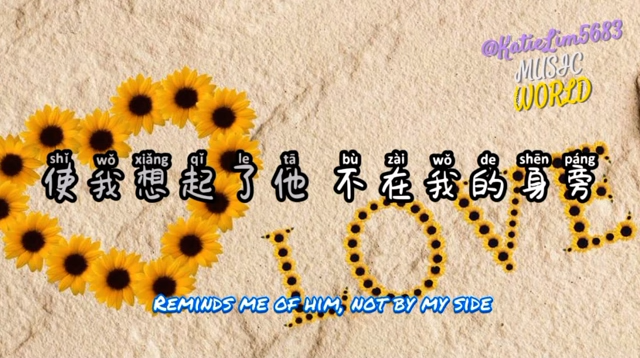 @KatieLim5683
MUSIC
WORLD
shǐ wǒ xiǎng qǐ le tā bù zài wǒ de shēn páng
使我想起了他 不在我的身旁
LOVE
REMINDS ME OF HIM, NOT BY MY SIDE